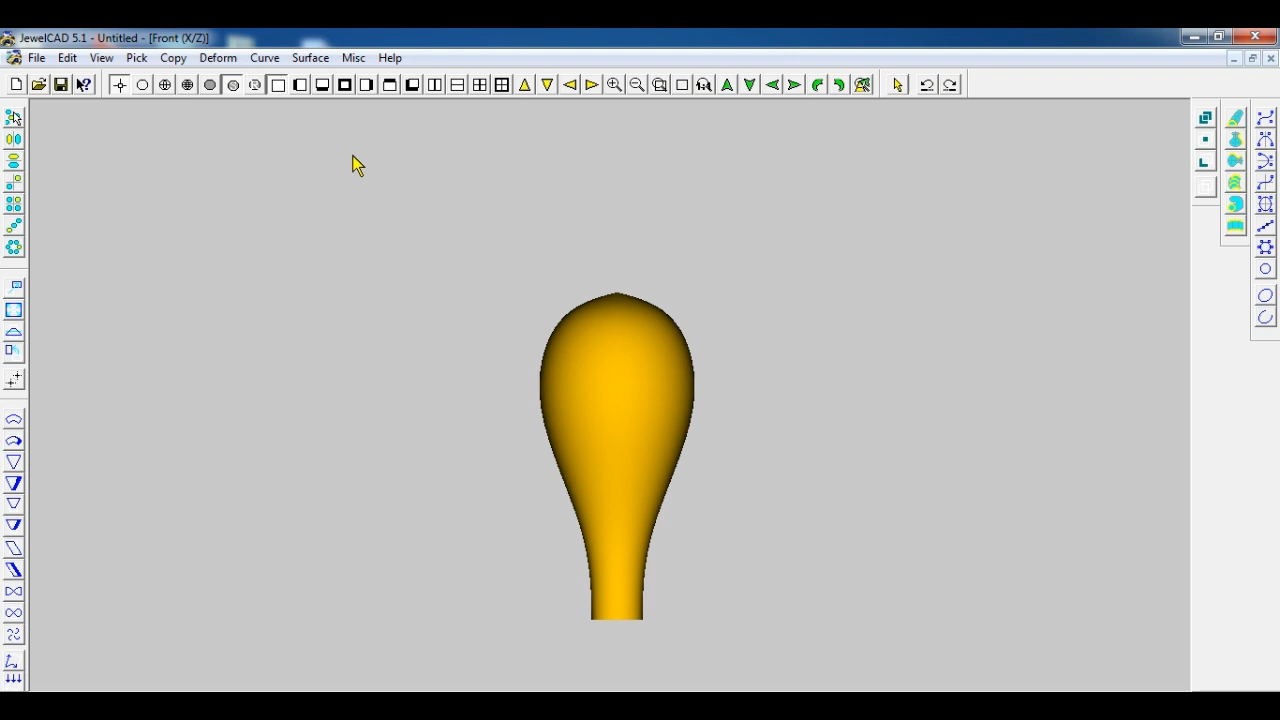 JewelCAD 5.1 - Untitled - [Front (X/Z)]
File Edit View Pick Copy Deform Curve Surface Misc Help